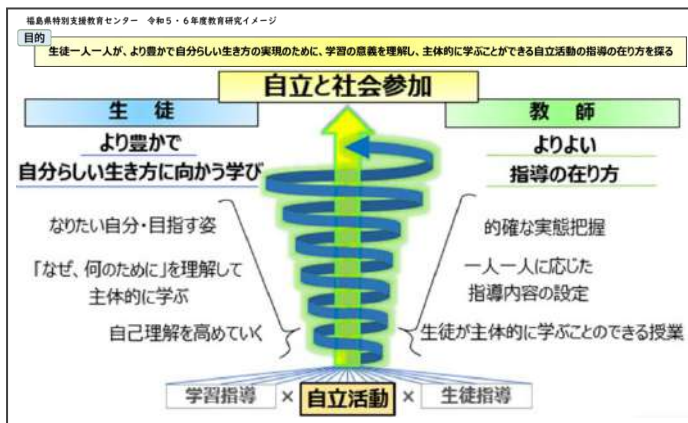 福島県特別支援教育センター 令和5・6年度教育研究イメージ
目的
生徒一人一人が、より豊かで自分らしい生き方の実現のために、学習の意義を理解し、主体的に学ぶことができる自立活動の指導の在り方を探る
自立と社会参加
生 徒
より豊かで
自分らしい生き方に向かう学び
なりたい自分・目指す姿
「なぜ、何のために」を理解して
主体的に学ぶ
自己理解を高めていく
教 師
よりよい
指導の在り方
的確な実態把握
一人一人に応じた
指導内容の設定
生徒が主体的に学ぶことのできる授業
学習指導 × 自立活動 × 生徒指導